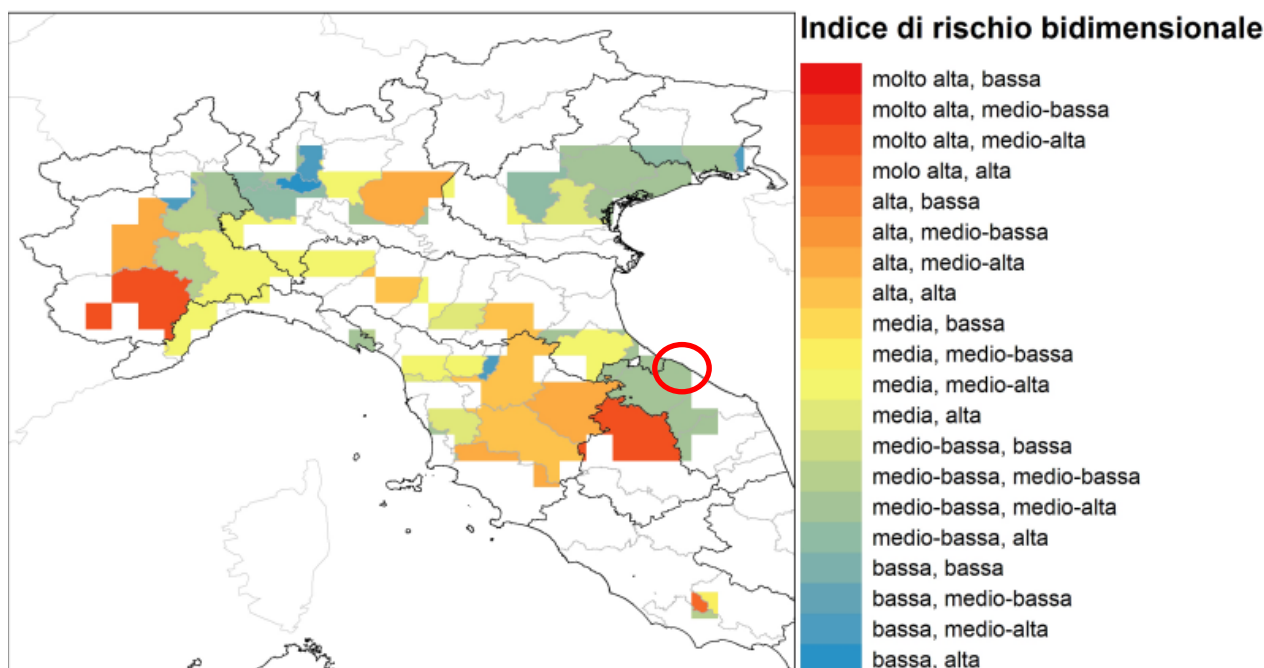 Indice di rischio bidimensionale
molto alta, bassa
molto alta, medio-bassa
molto alta, medio-alta
molo alta, alta
alta, bassa
alta, medio-bassa
alta, medio-alta
alta, alta
media, bassa
media, medio-bassa
media, medio-alta
media, alta
medio-bassa, bassa
medio-bassa, medio-bassa
medio-bassa, medio-alta
medio-bassa, alta
bassa, bassa
bassa, medio-bassa
bassa, medio-alta
bassa, alta